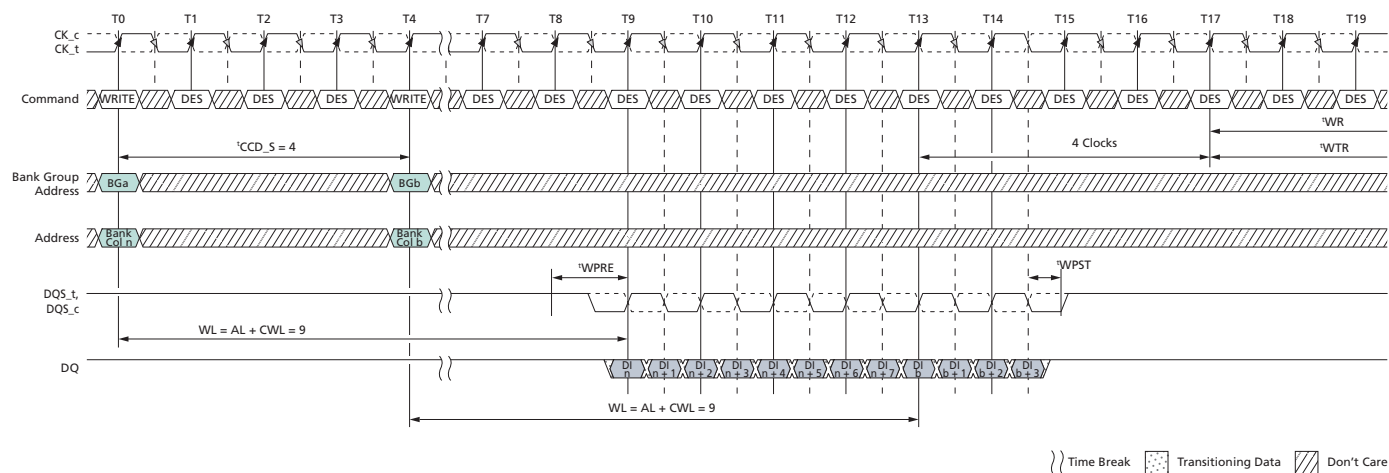 T0 T1 T2 T3 T4 T7 T8 T9 T10 T11 T12 T13 T14 T15 T16 T17 T18 T19
CK_c
CK_t
Command WRITE DES DES DES WRITE DES DES DES DES DES DES DES DES DES DES DES DES DES
tWR
tCCD_S = 4 4 Clocks tWTR
Bank Group
Address BGa BGb
Address Bank
Col n Bank
Col b
tWPRE tWPST
DQS_t,
DQS_c
WL = AL + CWL = 9
DQ DI
n DI
n + 1 DI
n + 2 DI
n + 3 DI
n + 4 DI
n + 5 DI
n + 6 DI
n + 7 DI
b DI
b + 1 DI
b + 2 DI
b + 3
WL = AL + CWL = 9
Time Break Transitioning Data Don't Care